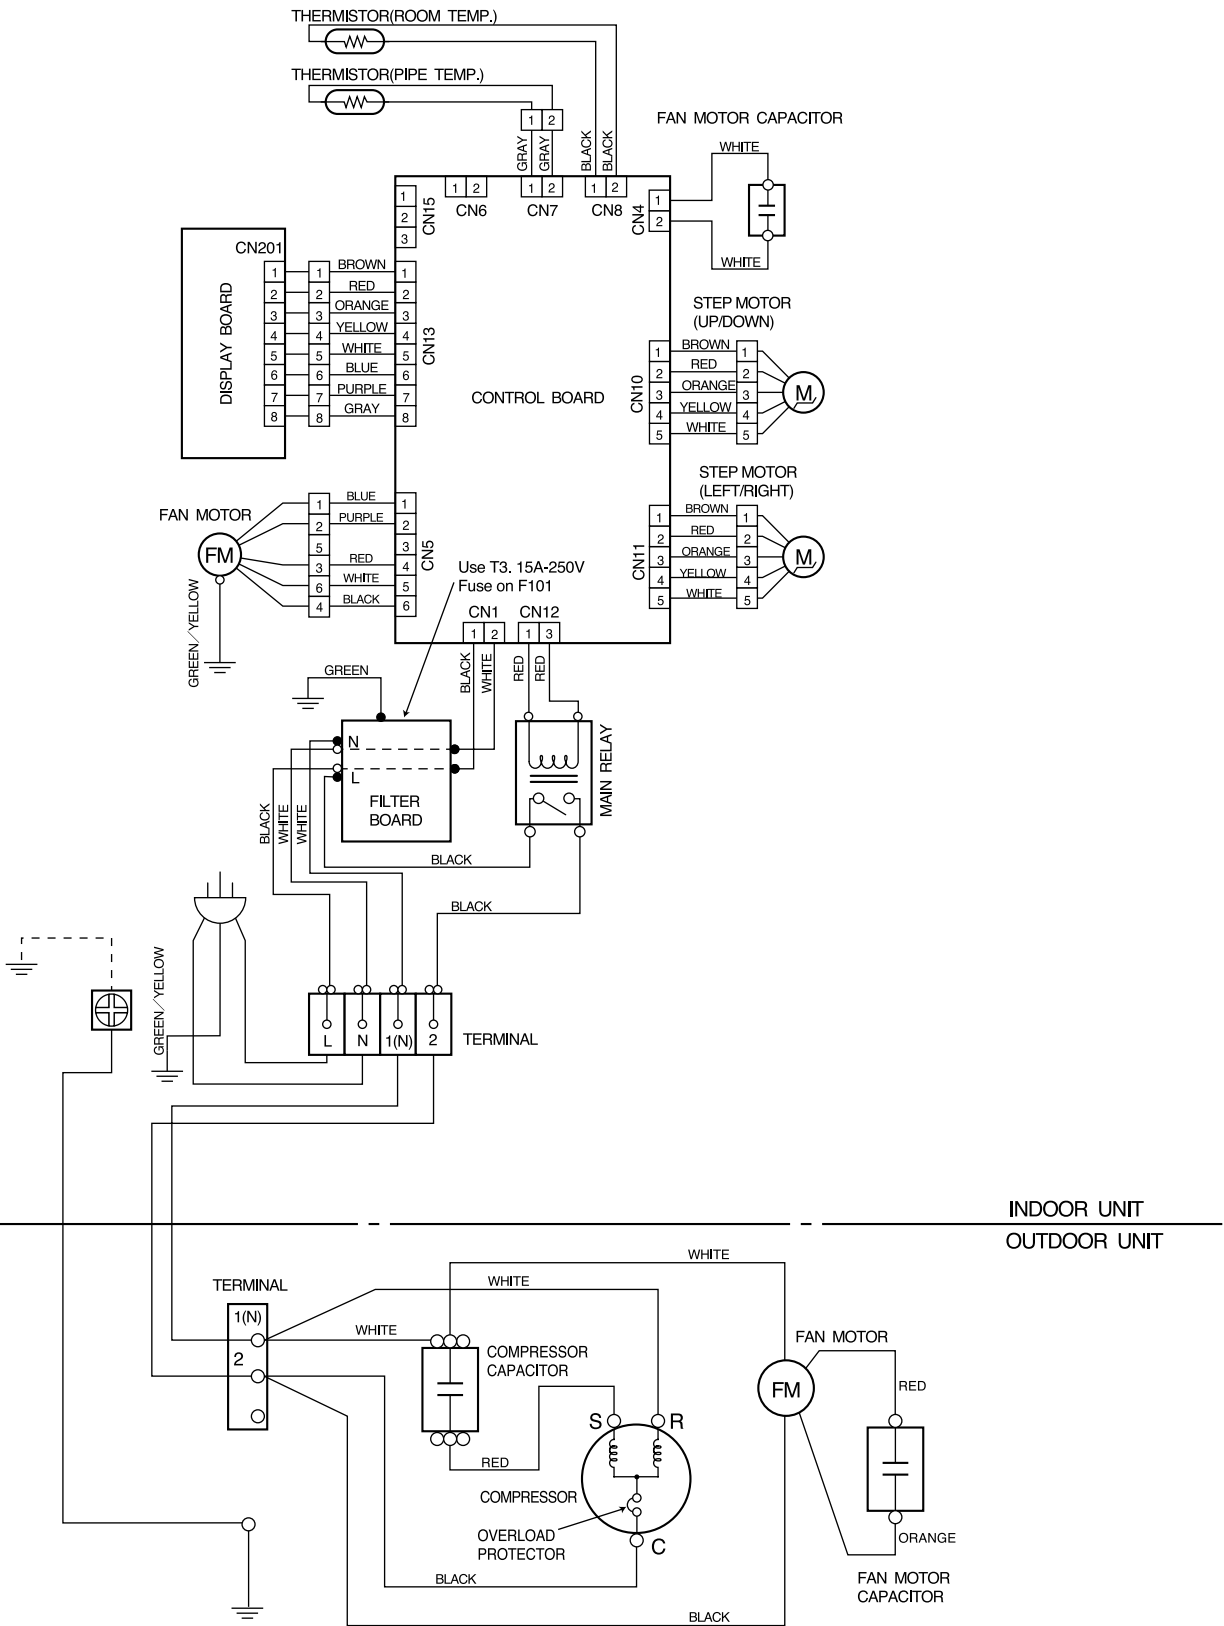 THERMISTOR(ROOM TEMP.)
THERMISTOR(PIPE TEMP.)
1 2
GRAY
GRAY
BLACK
BLACK
FAN MOTOR CAPACITOR
WHITE
WHITE
1 2
CN6
1 2
CN7
1 2
CN8
1
2
CN4
1
2
3
CN15
CN201
DISPLAY BOARD
1 1 BROWN 1
2 2 RED 2
3 3 ORANGE 3
4 4 YELLOW 4
5 5 WHITE 5
6 6 BLUE 6
7 7 PURPLE 7
8 8 GRAY 8
CN13
CONTROL BOARD
STEP MOTOR
(UP/DOWN)
CN10
1 BROWN 1
2 RED 2
3 ORANGE 3
4 YELLOW 4
5 WHITE 5
M
STEP MOTOR
(LEFT/RIGHT)
CN11
1 BROWN 1
2 RED 2
3 ORANGE 3
4 YELLOW 4
5 WHITE 5
M
FAN MOTOR
FM
GREEN/YELLOW
1 BLUE 1
2 PURPLE 2
5 3
3 RED 4
6 WHITE 5
4 BLACK 6
CN5
Use T3. 15A-250V
Fuse on F101
CN1
1 2
CN12
1 3
BLACK
WHITE
RED
RED
GREEN
N
L
FILTER
BOARD
MAIN RELAY
BLACK
WHITE
WHITE
BLACK
BLACK
GREEN/YELLOW
L N 1(N) 2
TERMINAL
INDOOR UNIT
OUTDOOR UNIT
TERMINAL
1(N)
2
WHITE
WHITE
WHITE
COMPRESSOR
CAPACITOR
RED
S
R
C
COMPRESSOR
OVERLOAD
PROTECTOR
BLACK
BLACK
FAN MOTOR
FM
RED
ORANGE
FAN MOTOR
CAPACITOR